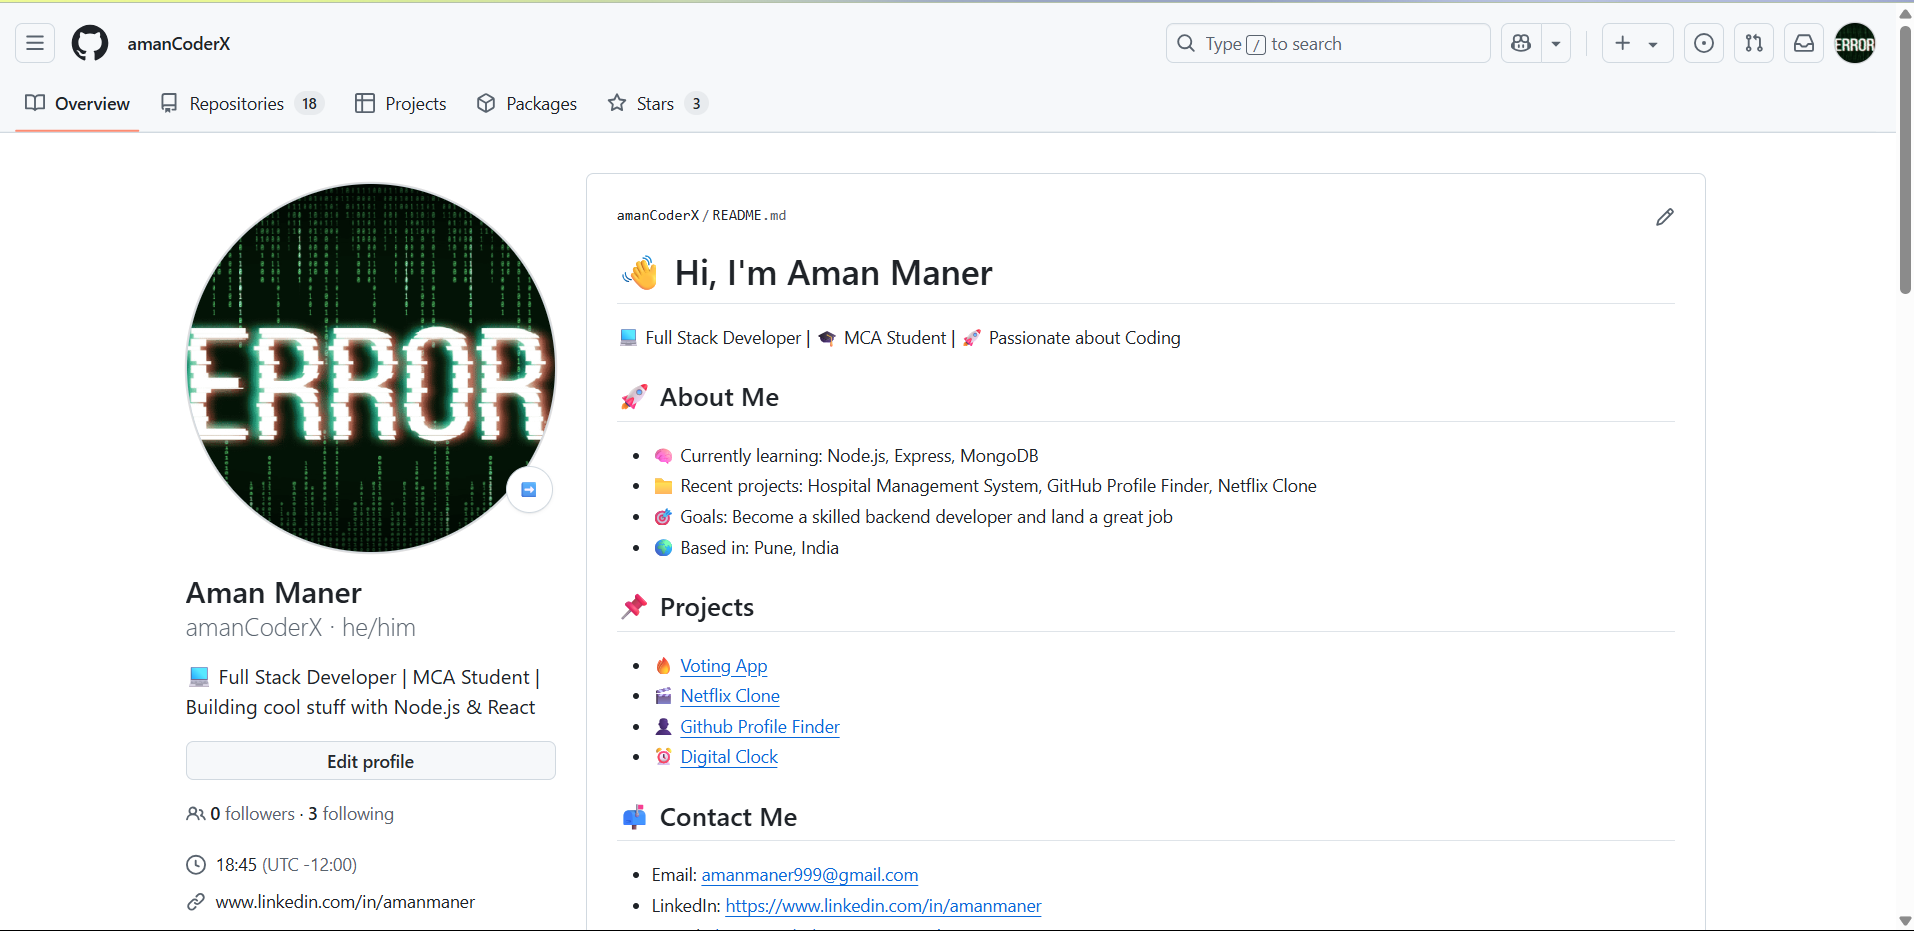 amanCoderX
Type / to search
Overview
Repositories 18
Projects
Packages
Stars 3
ERROR
ERROR
Aman Maner
amanCoderX · he/him
Full Stack Developer | MCA Student |
Building cool stuff with Node.js & React
Edit profile
0 followers · 3 following
18:45 (UTC -12:00)
www.linkedin.com/in/amanmaner
amanCoderX / README.md
Hi, I'm Aman Maner
Full Stack Developer | MCA Student | Passionate about Coding
About Me
Currently learning: Node.js, Express, MongoDB
Recent projects: Hospital Management System, GitHub Profile Finder, Netflix Clone
Goals: Become a skilled backend developer and land a great job
Based in: Pune, India
Projects
Voting App
Netflix Clone
Github Profile Finder
Digital Clock
Contact Me
Email: amanmaner999@gmail.com
LinkedIn: https://www.linkedin.com/in/amanmaner